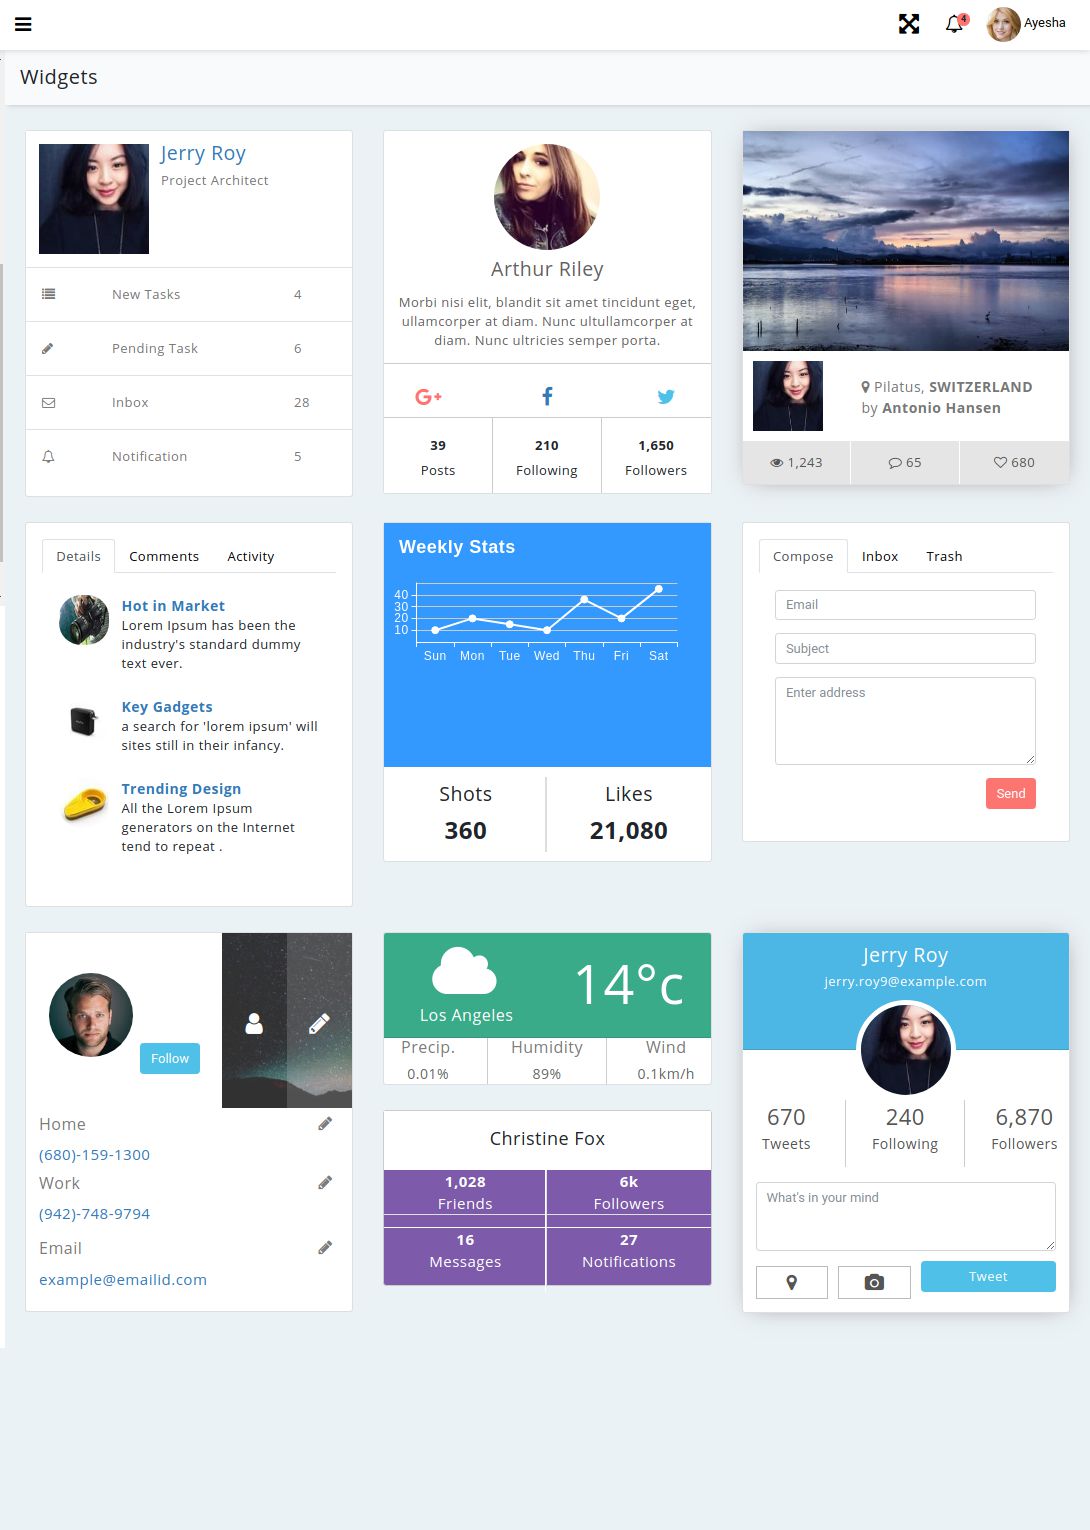 4
Ayesha
Widgets
Jerry Roy
Project Architect
New Tasks 4
Pending Task 6
Inbox 28
Notification 5
Arthur Riley
Morbi nisi elit, blandit sit amet tincidunt eget,
ullamcorper at diam. Nunc ultullamcorper at
diam. Nunc ultricies semper porta.
G+ f
39 210 1,650
Posts Following Followers
Pilatus, SWITZERLAND
by Antonio Hansen
1,243 65 680
Details Comments Activity
Hot in Market
Lorem Ipsum has been the
industry's standard dummy
text ever.
Key Gadgets
a search for 'lorem ipsum' will
sites still in their infancy.
Trending Design
All the Lorem Ipsum
generators on the Internet
tend to repeat .
Weekly Stats
40
30
20
10
Sun Mon Tue Wed Thu Fri Sat
Shots Likes
360 21,080
Compose Inbox Trash
Email
Subject
Enter address
Send
Follow
Home
(680)-159-1300
Work
(942)-748-9794
Email
example@emailid.com
14°c
Los Angeles
Precip. Humidity Wind
0.01% 89% 0.1km/h
Christine Fox
1,028 6k
Friends Followers
16 27
Messages Notifications
Jerry Roy
jerry.roy9@example.com
670 240 6,870
Tweets Following Followers
What's in your mind
Tweet